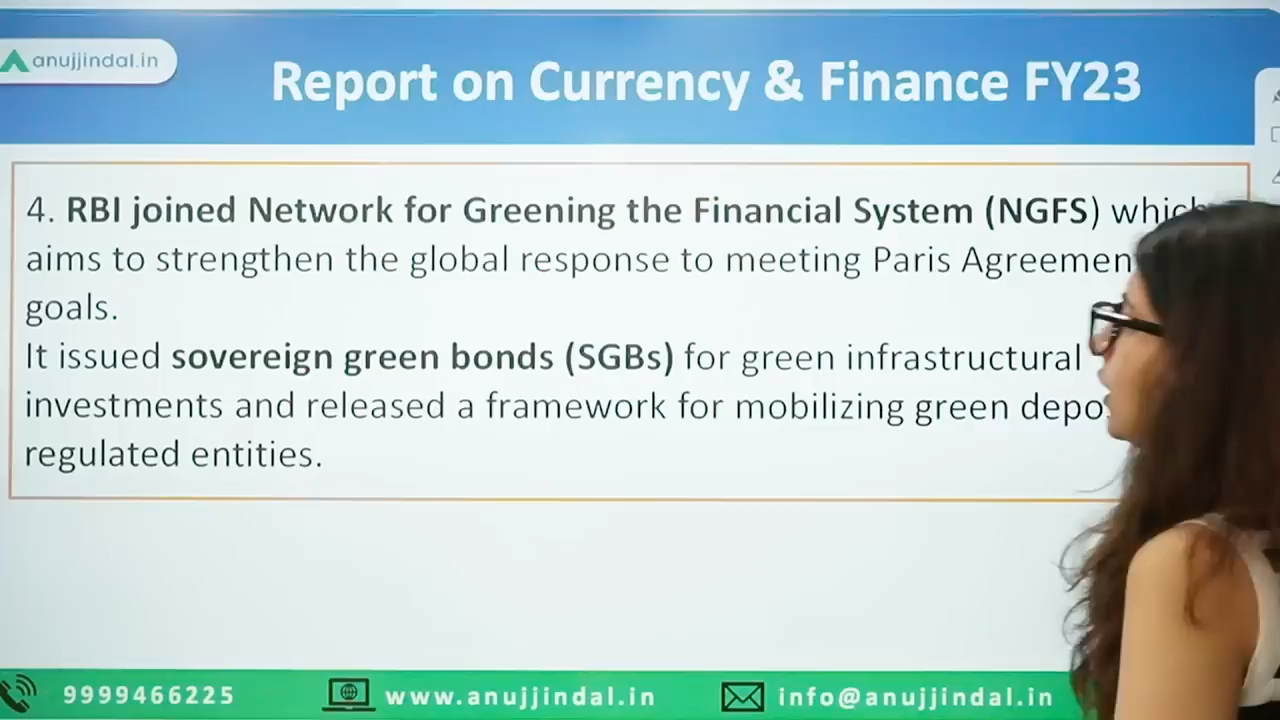 anujjindal.in
Report on Currency & Finance FY23
4. RBI joined Network for Greening the Financial System (NGFS) which
aims to strengthen the global response to meeting Paris Agreement
goals.
It issued sovereign green bonds (SGBs) for green infrastructural
investments and released a framework for mobilizing green
regulated entities.
9999466225
www.anujjindal.in
info@anujjindal.in